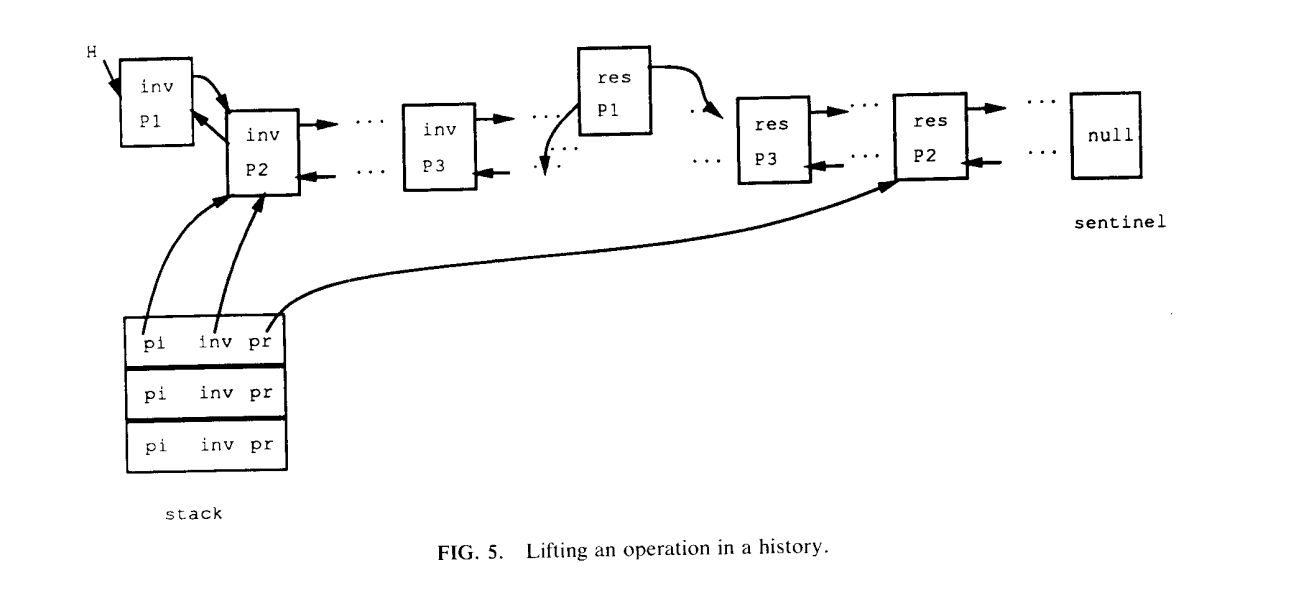 H
inv
P1
inv
P2
...
...
inv
P3
...
...
...
res
P1
...
...
res
P3
...
...
res
P2
...
...
null
sentinel
pi inv pr
pi inv pr
pi inv pr
stack
FIG. 5. Lifting an operation in a history.